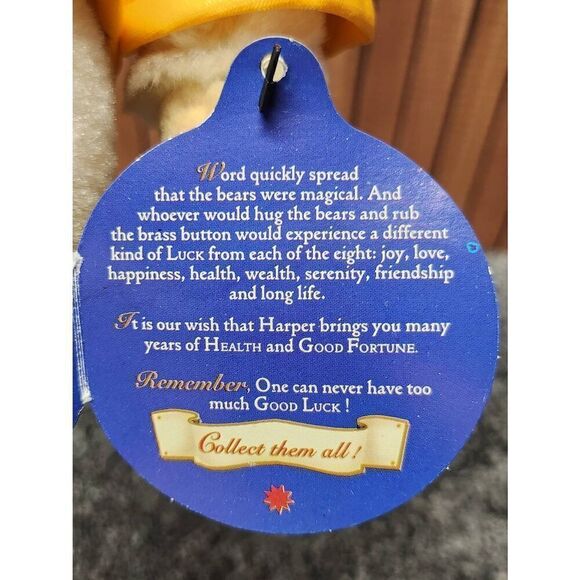 Word quickly spread
that the bears were magical. And
whoever would hug the bears and rub
the brass button would experience a different
kind of LUCK from each of the eight: joy, love,
happiness, health, wealth, serenity, friendship
and long life.
It is our wish that Harper brings you many
years of HEALTH and GOOD FORTUNE.
Remember, One can never have too
much GOOD LUCK !
Collect them all !